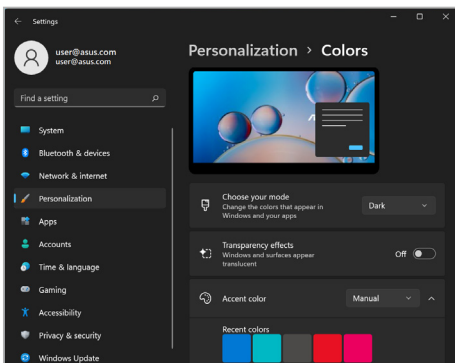 Settings
user@asus.com
user@asus.com
Find a setting
System
Bluetooth & devices
Network & internet
Personalization
Apps
Accounts
Time & language
Gaming
Accessibility
Privacy & security
Windows Update
Personalization > Colors
Choose your mode
Change the colors that appear in
Windows and your apps
Dark
Transparency effects
Windows and surfaces appear
translucent
Off
Accent color
Manual
Recent colors